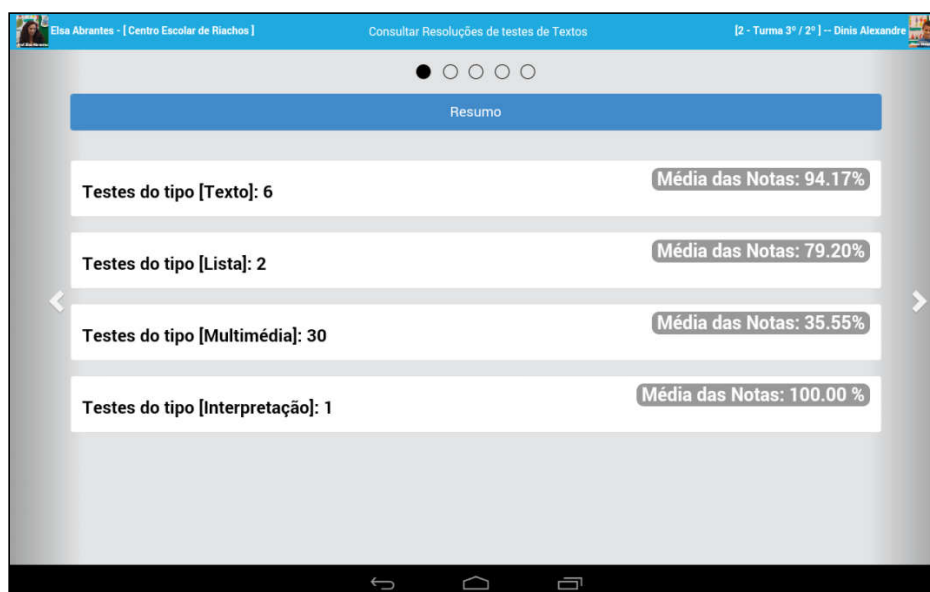 Elsa Abrantes - [ Centro Escolar de Riachos ]
Consultar Resoluções de testes de Textos
[2 - Turma 3º / 2º ] -- Dinis Alexandre
Resumo
Testes do tipo [Texto]: 6
Média das Notas: 94.17%
Testes do tipo [Lista]: 2
Média das Notas: 79.20%
Testes do tipo [Multimédia]: 30
Média das Notas: 35.55%
Testes do tipo [Interpretação]: 1
Média das Notas: 100.00 %